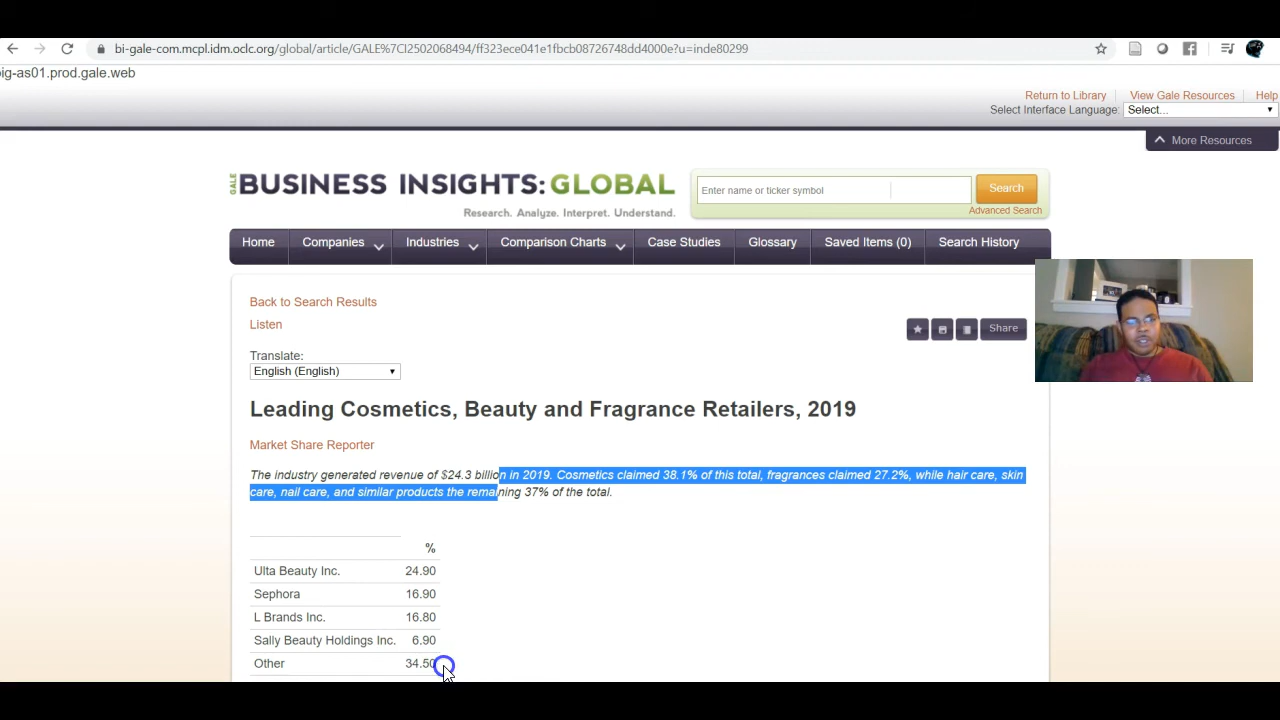 bi-gale-com.mcpl.idm.oclc.org/global/article/GALE%7CI2502068494/ff323ece041e1fbcb08726748dd4000e?u=inde80299
ig-as01.prod.gale.web
Return to Library View Gale Resources Help
Select Interface Language: Select...
More Resources
GALE BUSINESS INSIGHTS: GLOBAL
Enter name or ticker symbol Search
Research. Analyze. Interpret. Understand. Advanced Search
Home Companies Industries Comparison Charts Case Studies Glossary Saved Items (0) Search History
Back to Search Results
Listen
Share
Translate:
English (English)
Leading Cosmetics, Beauty and Fragrance Retailers, 2019
Market Share Reporter
The industry generated revenue of $24.3 billion in 2019. Cosmetics claimed 38.1% of this total, fragrances claimed 27.2%, while hair care, skin
care, nail care, and similar products the remaining 37% of the total.
%
Ulta Beauty Inc. 24.90
Sephora 16.90
L Brands Inc. 16.80
Sally Beauty Holdings Inc. 6.90
Other 34.50